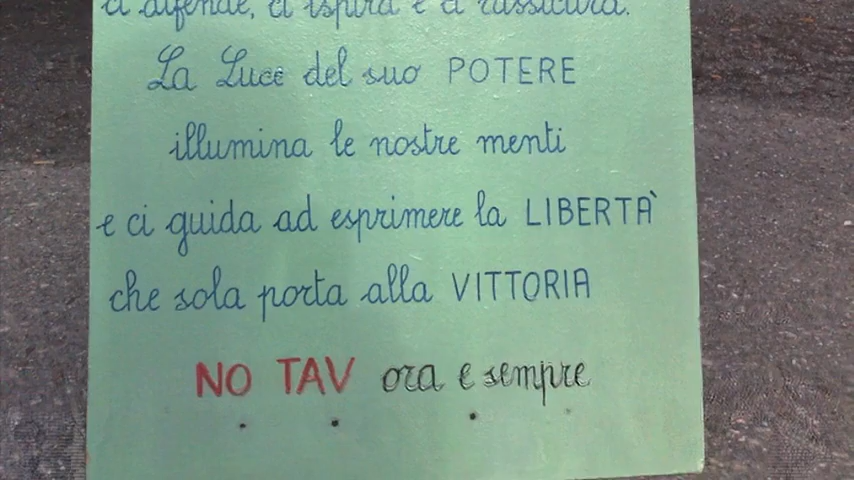 ci difende, ci ispira e ci rassicura.
La Luce del suo POTERE
illumina le nostre menti
e ci guida ad esprimere la LIBERTÀ
che sola porta alla VITTORIA
NO TAV ora e sempre